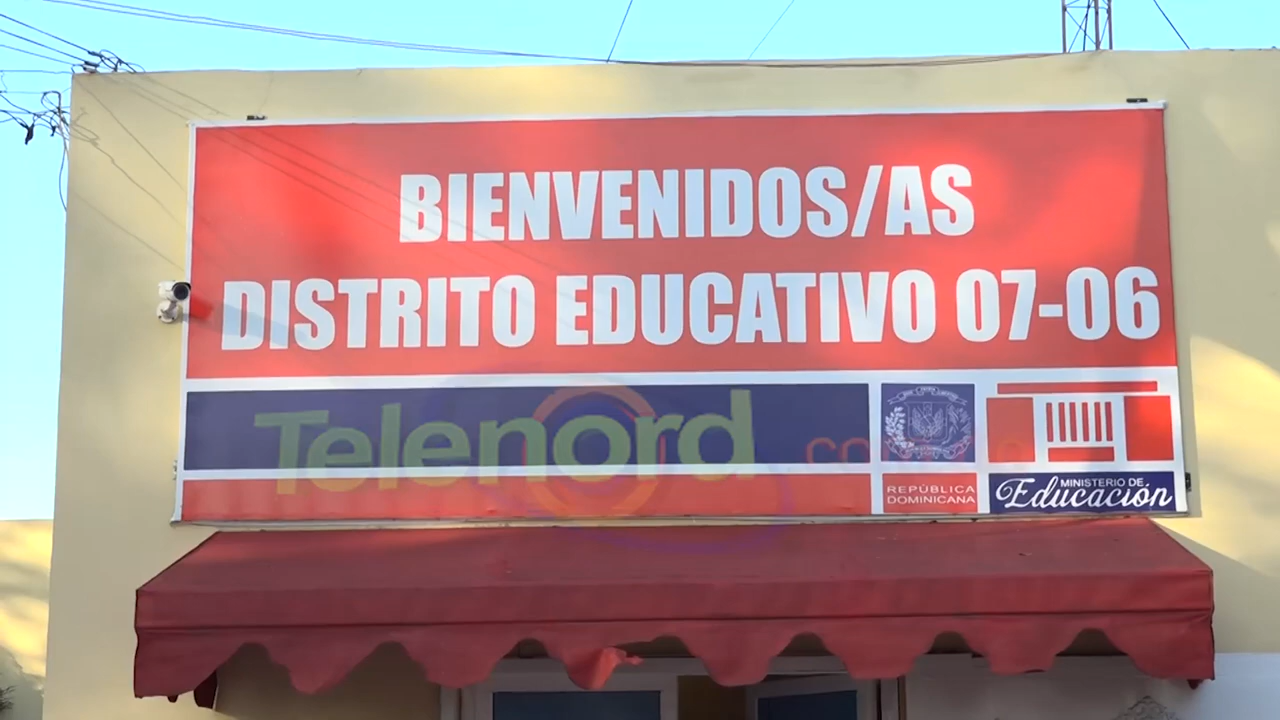 BIENVENIDOS/AS
DISTRITO EDUCATIVO 07-06
Telenord
REPÚBLICA
DOMINICANA
MINISTERIO DE
Educación